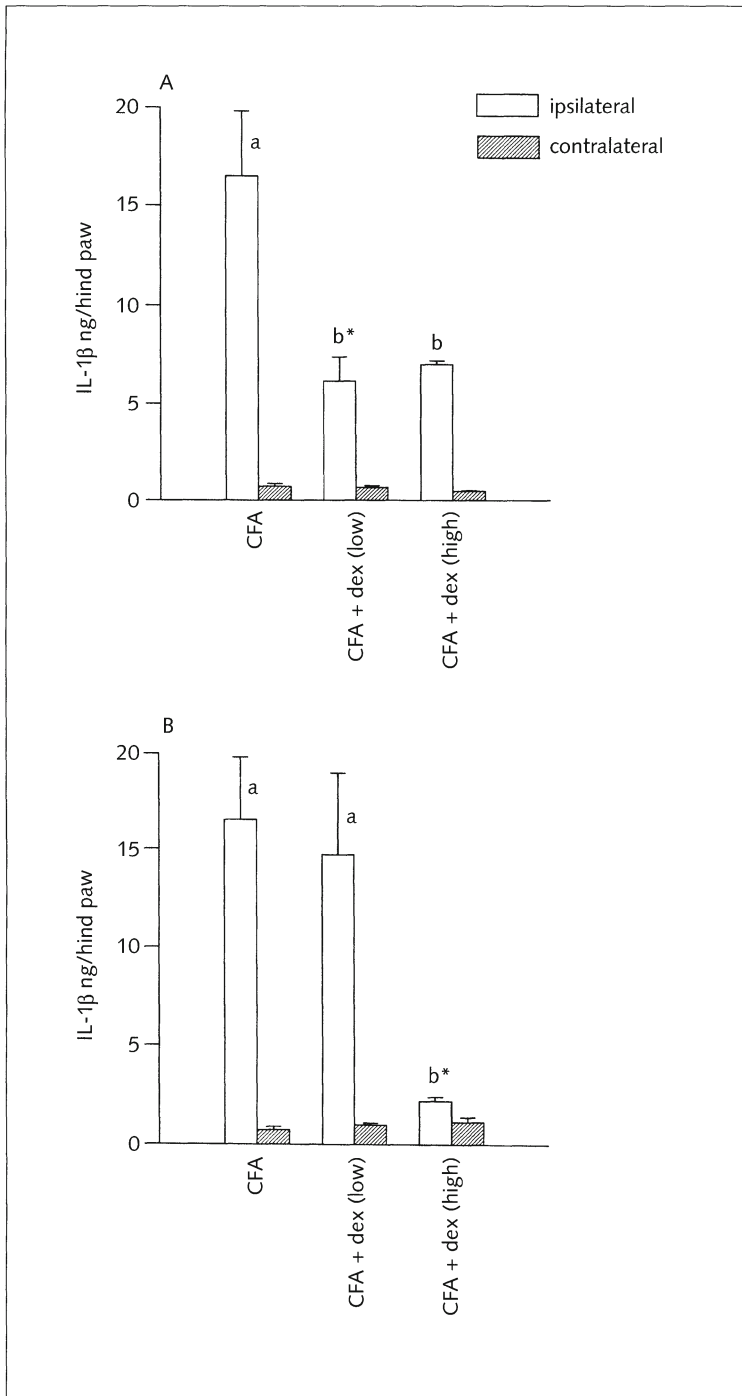 A
ipsilateral
contralateral
IL-1β ng/hind paw
20
15
10
5
0
a
b*
b
CFA
CFA + dex (low)
CFA + dex (high)
B
IL-1β ng/hind paw
20
15
10
5
0
a
a
b*
CFA
CFA + dex (low)
CFA + dex (high)